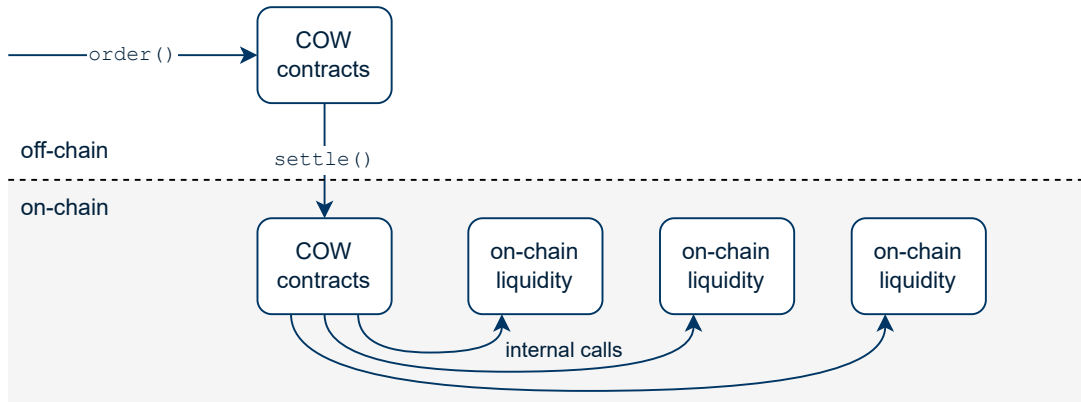 COW
contracts
order()
off-chain
settle()
on-chain
COW
contracts
on-chain
liquidity
on-chain
liquidity
on-chain
liquidity
internal calls